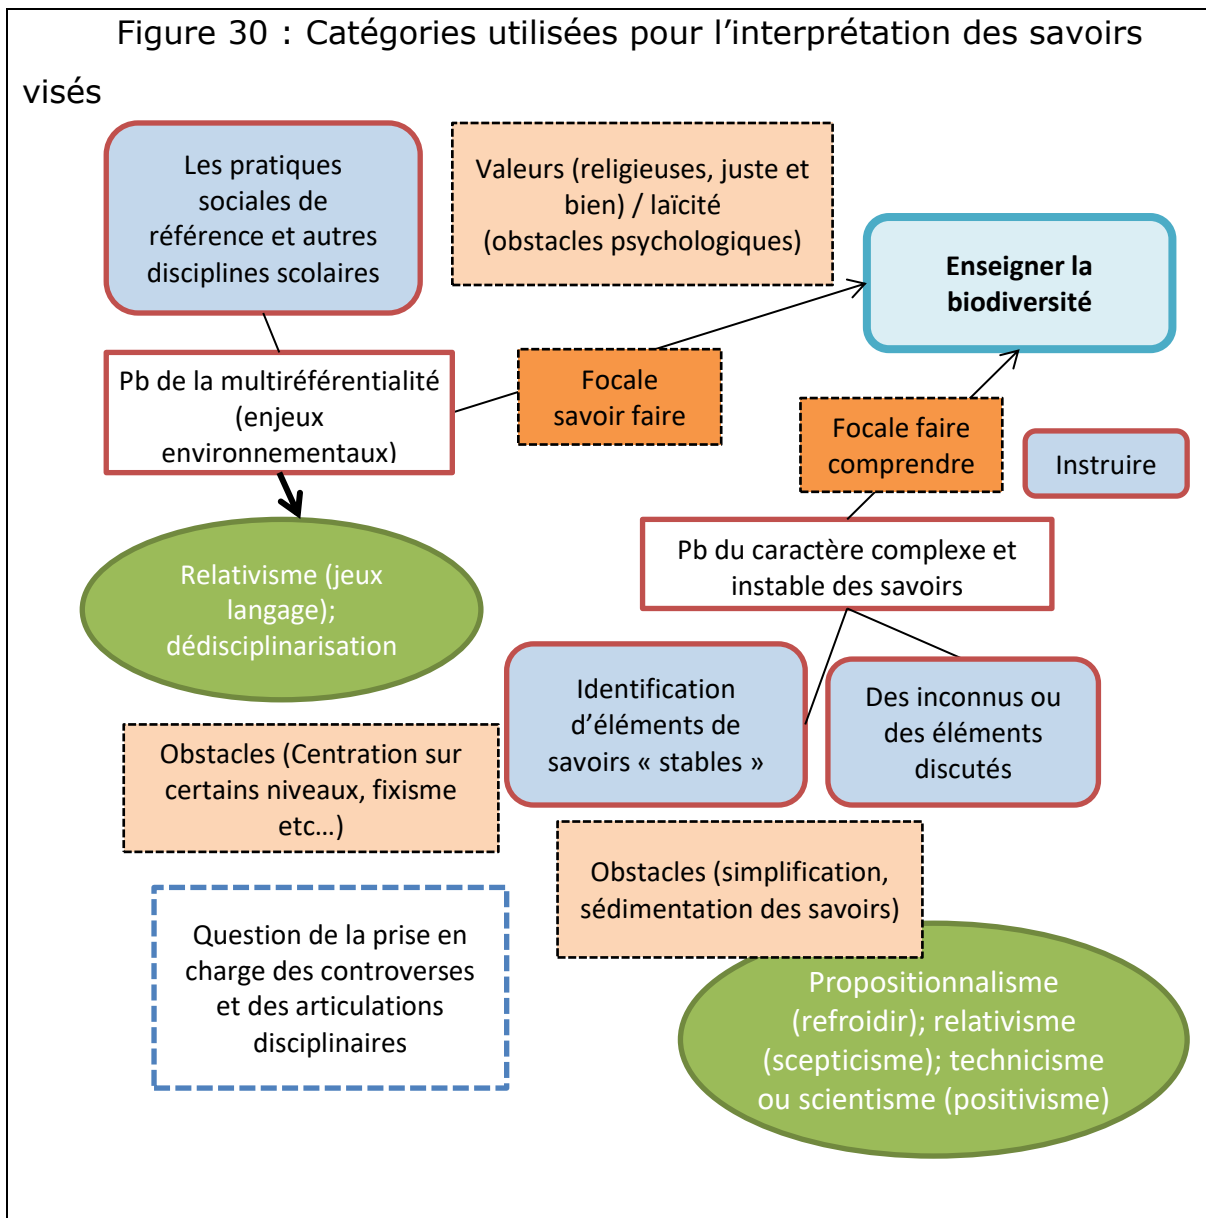 Figure 30 : Catégories utilisées pour l’interprétation des savoirs
visés
Les pratiques
sociales de
référence et autres
disciplines scolaires
Valeurs (religieuses, juste et
bien) / laïcité
(obstacles psychologiques)
Enseigner la
biodiversité
Pb de la multiréférentialité
(enjeux
environnementaux)
Focale
savoir faire
Focale faire
comprendre
Instruire
Pb du caractère complexe et
instable des savoirs
Relativisme (jeux
langage);
dédisciplinarisation
Identification
d’éléments de
savoirs « stables »
Des inconnus ou
des éléments
discutés
Obstacles (Centration sur
certains niveaux, fixisme
etc…)
Obstacles (simplification,
sédimentation des savoirs)
Question de la prise en
charge des controverses
et des articulations
disciplinaires
Propositionnalisme
(refroidir); relativisme
(scepticisme); technicisme
ou scientisme (positivisme)